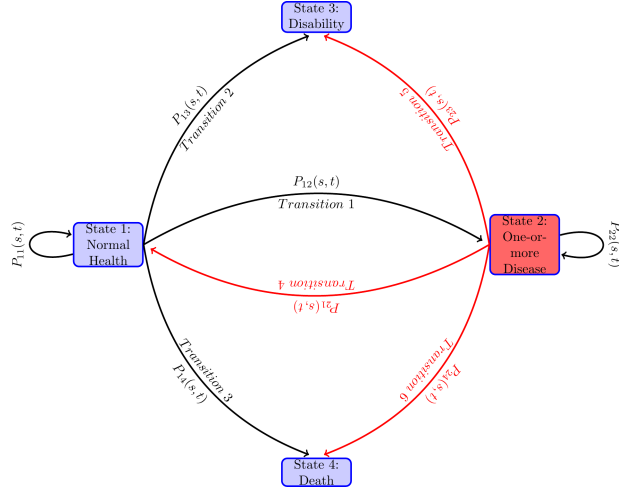 State 3:
Disability
P₁₃(s,t)
Transition 2
P₂₃(s,t)
Transition 5
P₁₂(s,t)
Transition 1
P₁₁(s,t)
State 1:
Normal
Health
State 2:
One-or-
more
Disease
P₂₂(s,t)
Transition 4
P₂₁(s,t)
Transition 3
P₁₄(s,t)
Transition 6
P₂₄(s,t)
State 4:
Death